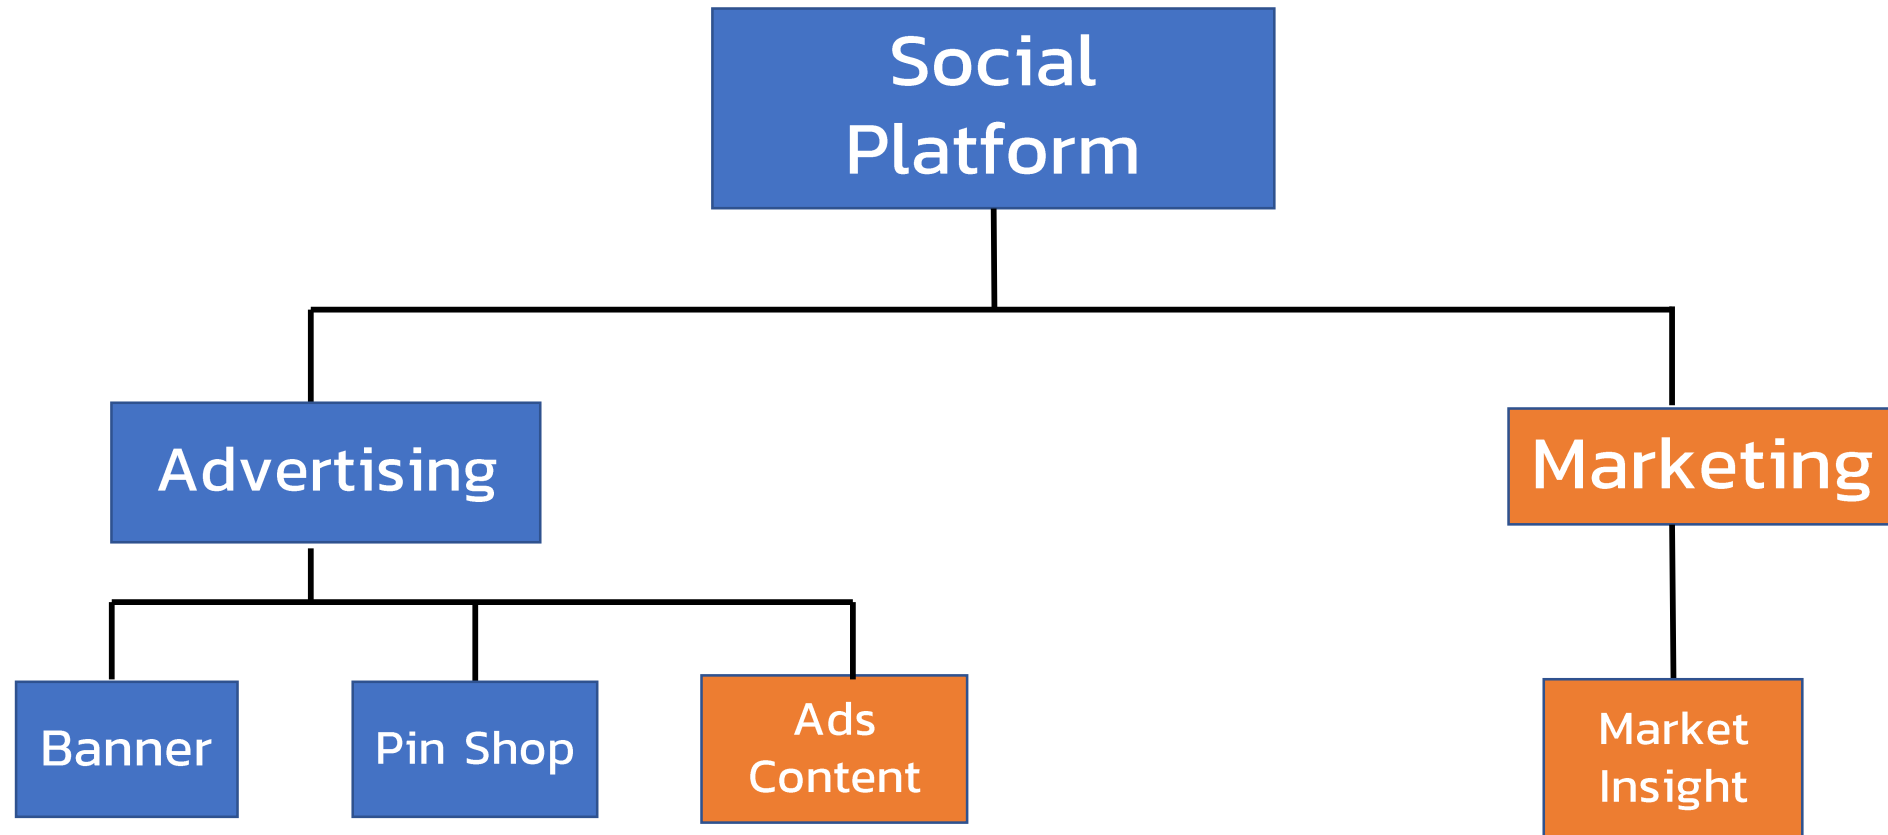 Social
Platform
Advertising
Marketing
Banner
Pin Shop
Ads
Content
Market
Insight